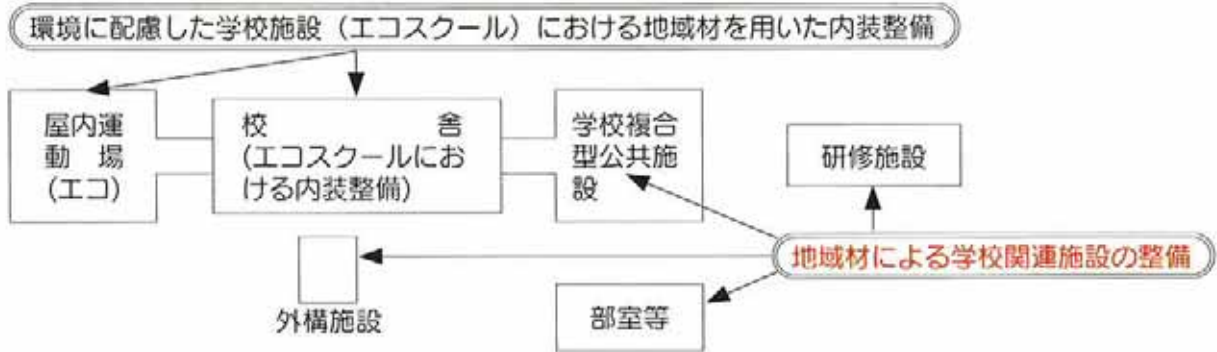 環境に配慮した学校施設（エコスクール）における地域材を用いた内装整備
屋内運
動　場
(エコ)
校　　　　　舎
(エコスクールにお
ける内装整備)
学校複合
型公共施
設
研修施設
地域材による学校関連施設の整備
外構施設
部室等